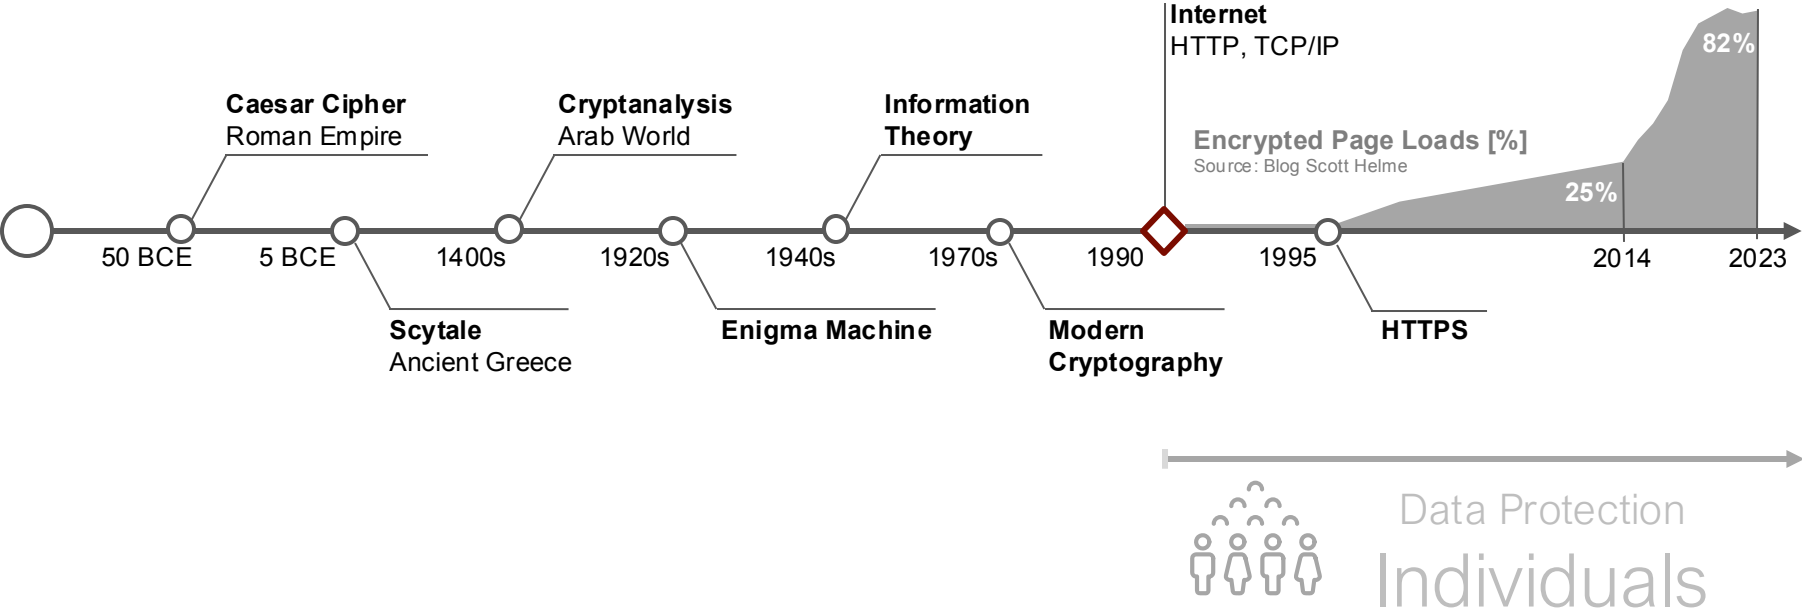 Internet
HTTP, TCP/IP
82%
Caesar Cipher
Roman Empire
Cryptanalysis
Arab World
Information
Theory
Encrypted Page Loads [%]
Source: Blog Scott Helme
25%
50 BCE
5 BCE
1400s
1920s
1940s
1970s
1990
1995
2014
2023
Scytale
Ancient Greece
Enigma Machine
Modern
Cryptography
HTTPS
Data Protection
Individuals